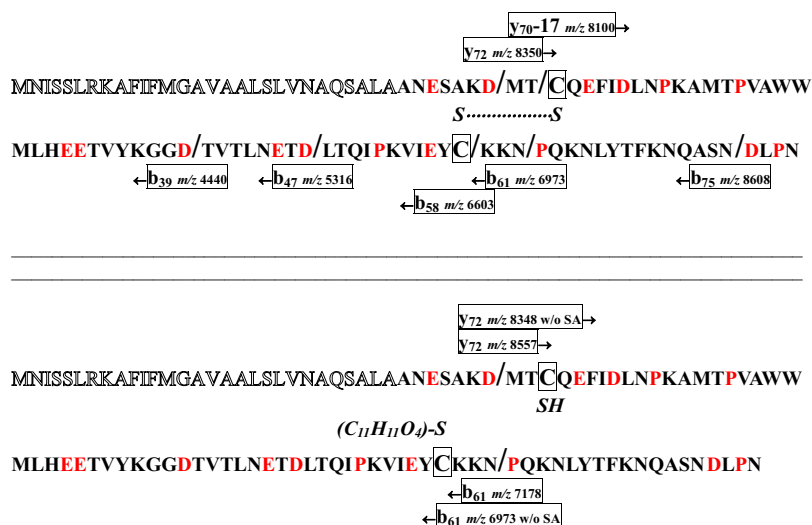 y70-17 m/z 8100→
y72 m/z 8350→
MNISSLRKAFIFMGAVAALSLVNAQSALAANESAKD/MT/CQEFIDLNPKAMTPVAWW
S................S
MLHEETVYKGGD/TVTLNETD/LTQIPKVIEYC/KKN/PQKNLYTFKNQASN/DLPN
←b39 m/z 4440 ←b47 m/z 5316 ←b61 m/z 6973 ←b75 m/z 8608
←b58 m/z 6603
y72 m/z 8348 w/o SA→
y72 m/z 8557→
MNISSLRKAFIFMGAVAALSLVNAQSALAANESAKD/MTCQEFIDLNPKAMTPVAWW
SH
(C11H11O4)-S
MLHEETVYKGGDTVTLNETDLTQIPKVIEYCKKN/PQKNLYTFKNQASNDLPN
←b61 m/z 7178
←b61 m/z 6973 w/o SA